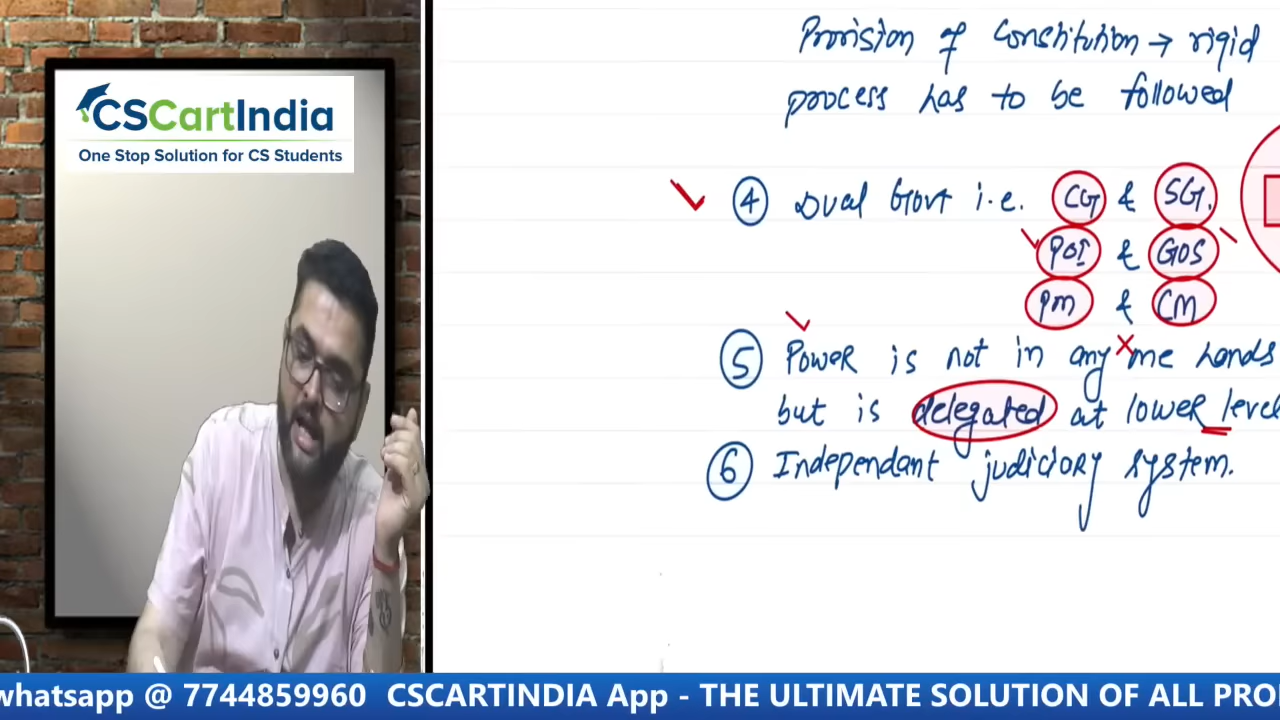 CSCartIndia
One Stop Solution for CS Students
Provision of Constitution → rigid
process has to be followed
④ Dual Govt i.e. CG & SG.
POI & GOS
PM & CM
⑤ Power is not in any one hands
but is delegated at lower level
⑥ Independant judiciory system.
whatsapp @ 7744859960 CSCARTINDIA App - THE ULTIMATE SOLUTION OF ALL PRO